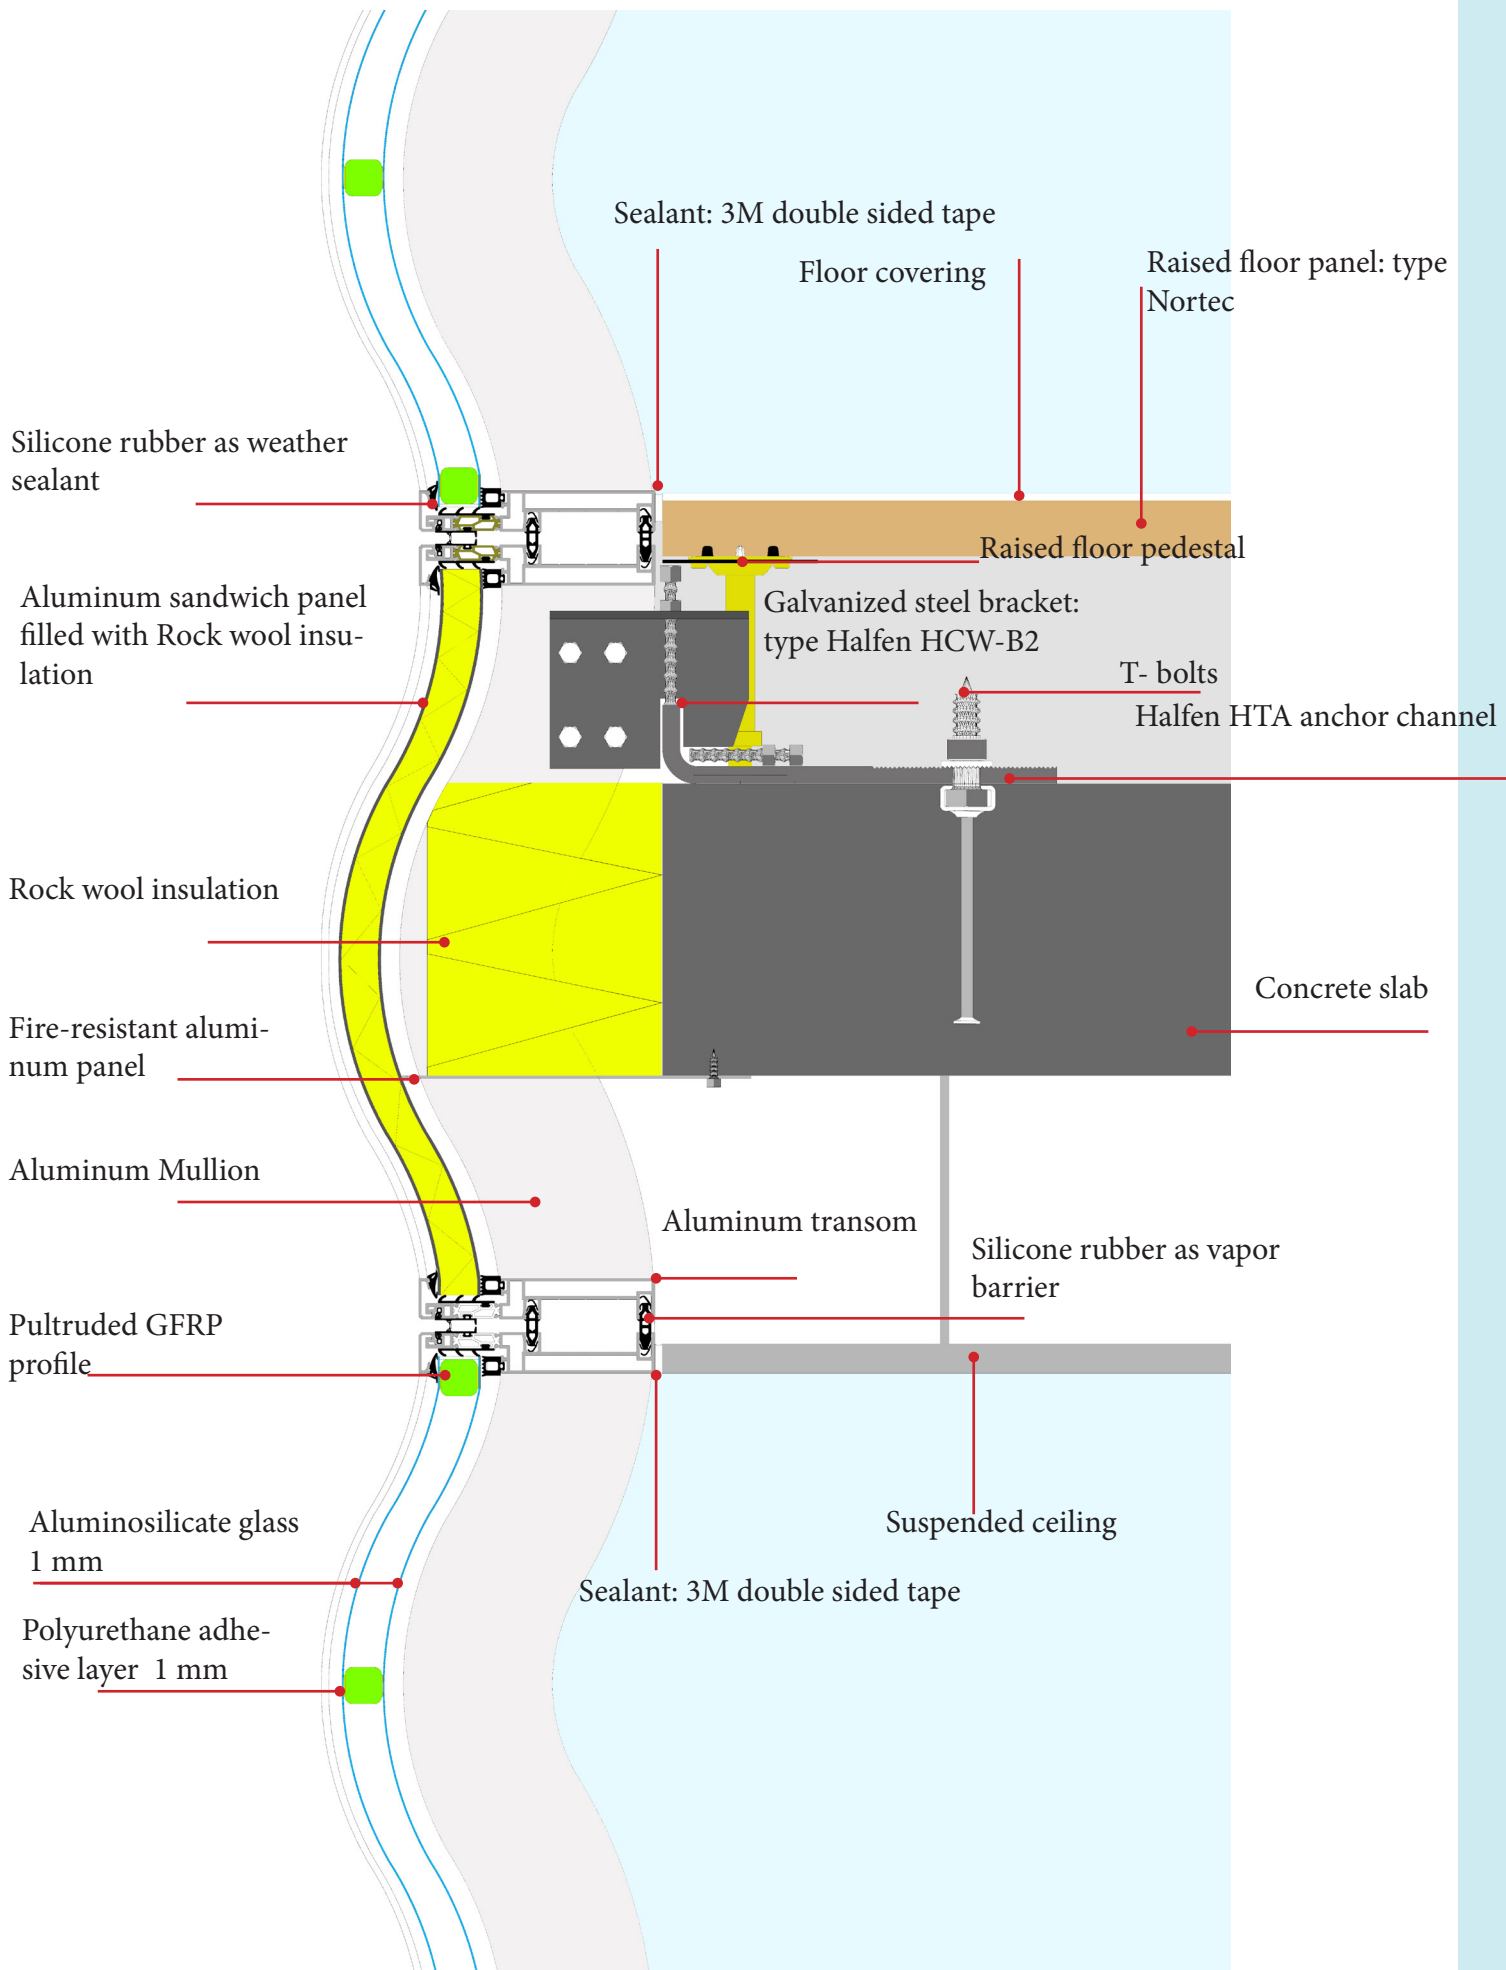 Sealant: 3M double sided tape
Floor covering
Raised floor panel: type
Nortec
Silicone rubber as weather
sealant
Raised floor pedestal
Aluminum sandwich panel
filled with Rock wool insu-
lation
Galvanized steel bracket:
type Halfen HCW-B2
T- bolts
Halfen HTA anchor channel
Rock wool insulation
Concrete slab
Fire-resistant alumi-
num panel
Aluminum Mullion
Aluminum transom
Silicone rubber as vapor
barrier
Pultruded GFRP
profile
Aluminosilicate glass
1 mm
Suspended ceiling
Sealant: 3M double sided tape
Polyurethane adhe-
sive layer  1 mm